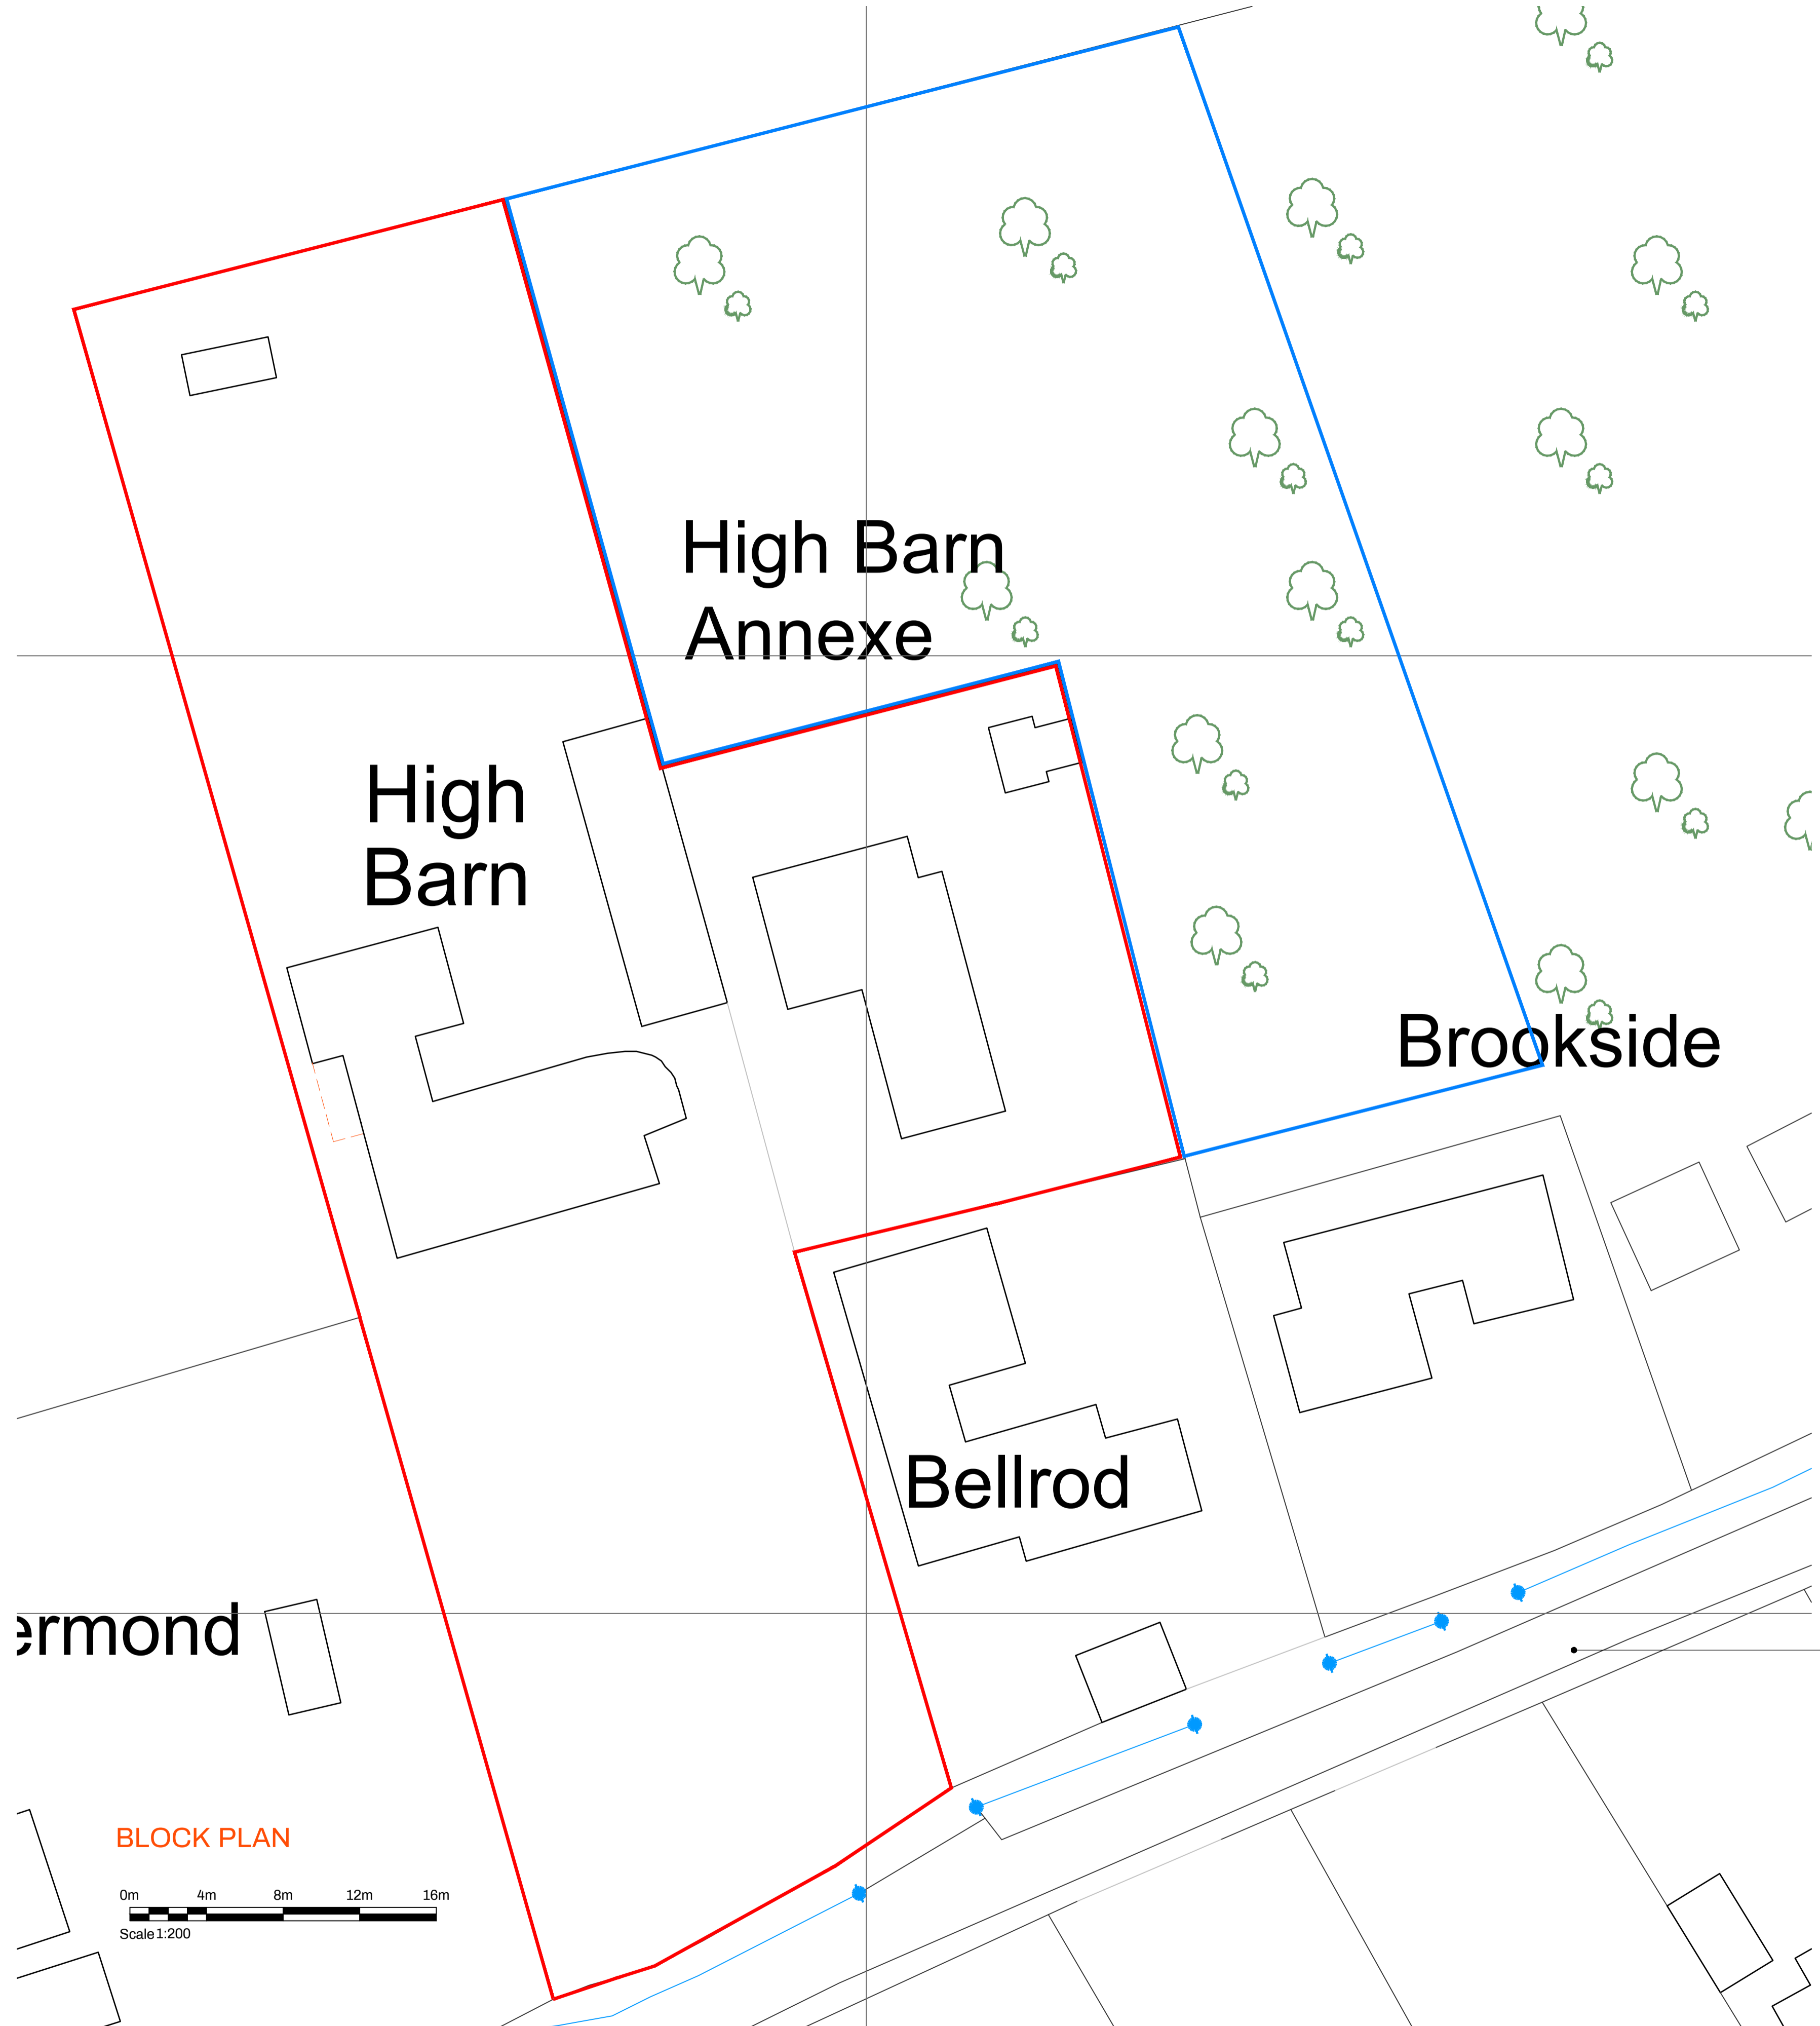 High Barn
Annexe
High
Barn
Brookside
Bellrod
ermond
BLOCK PLAN
0m 4m 8m 12m 16m
Scale 1:200